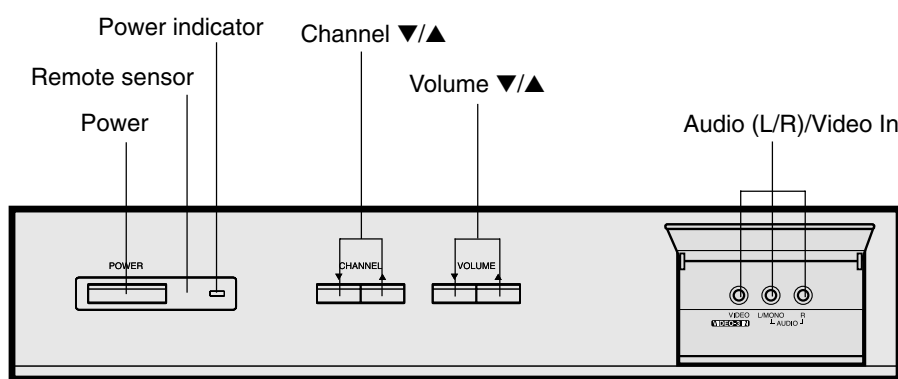 Power indicator
Channel ▼/▲
Remote sensor
Volume ▼/▲
Power
Audio (L/R)/Video In
POWER
CHANNEL
VOLUME
VIDEO L/MONO R
VIDEO-3 IN AUDIO